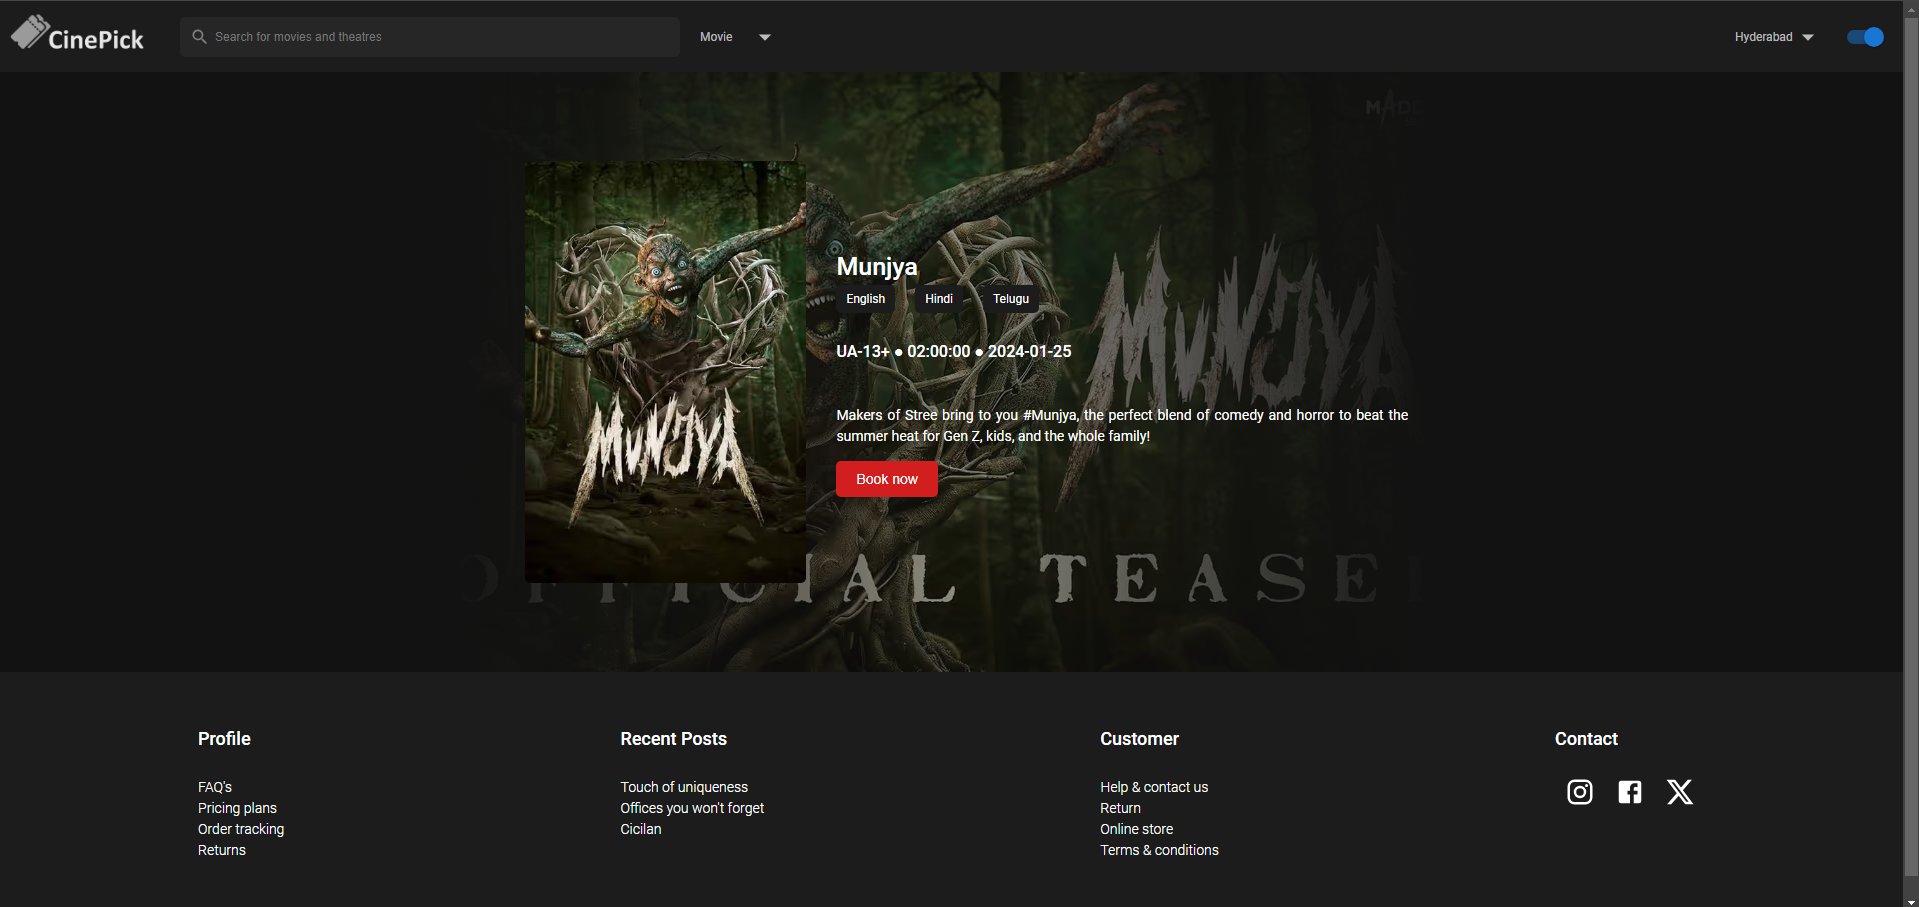 CinePick
Search for movies and theatres
Movie
Hyderabad
MUNJYA
Munjya
English Hindi Telugu
UA-13+ ● 02:00:00 ● 2024-01-25
Makers of Stree bring to you #Munjya, the perfect blend of comedy and horror to beat the
summer heat for Gen Z, kids, and the whole family!
Book now
MUNJYA
OFFICIAL TEASER
Profile
FAQ's
Pricing plans
Order tracking
Returns
Recent Posts
Touch of uniqueness
Offices you won't forget
Cicilan
Customer
Help & contact us
Return
Online store
Terms & conditions
Contact